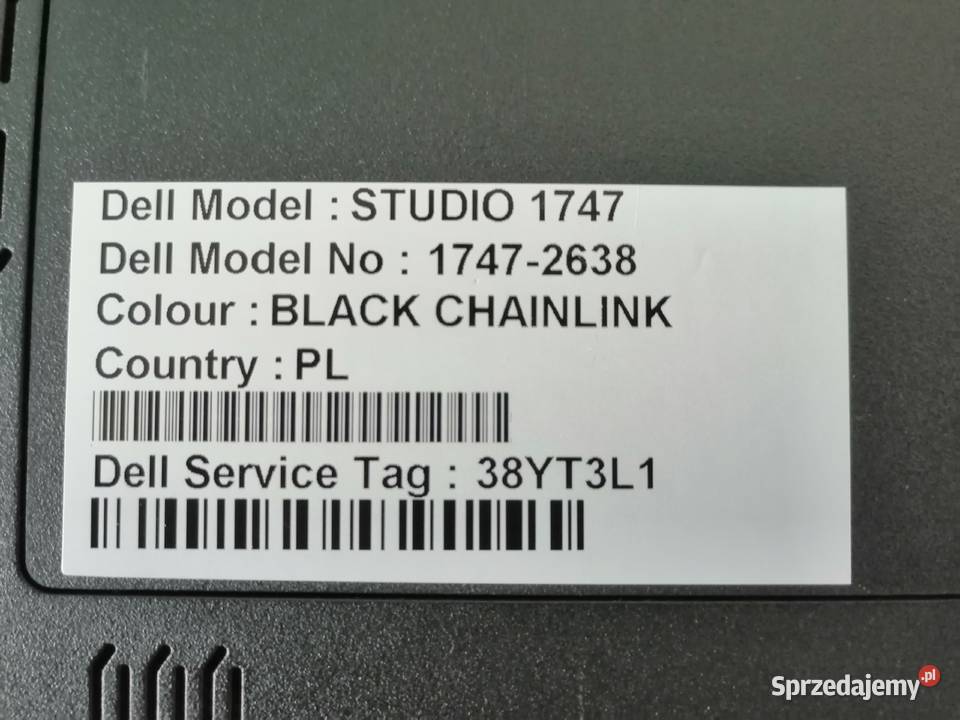 Dell Model : STUDIO 1747
Dell Model No : 1747-2638
Colour : BLACK CHAINLINK
Country : PL
Dell Service Tag : 38YT3L1
Sprzedajemy.pl